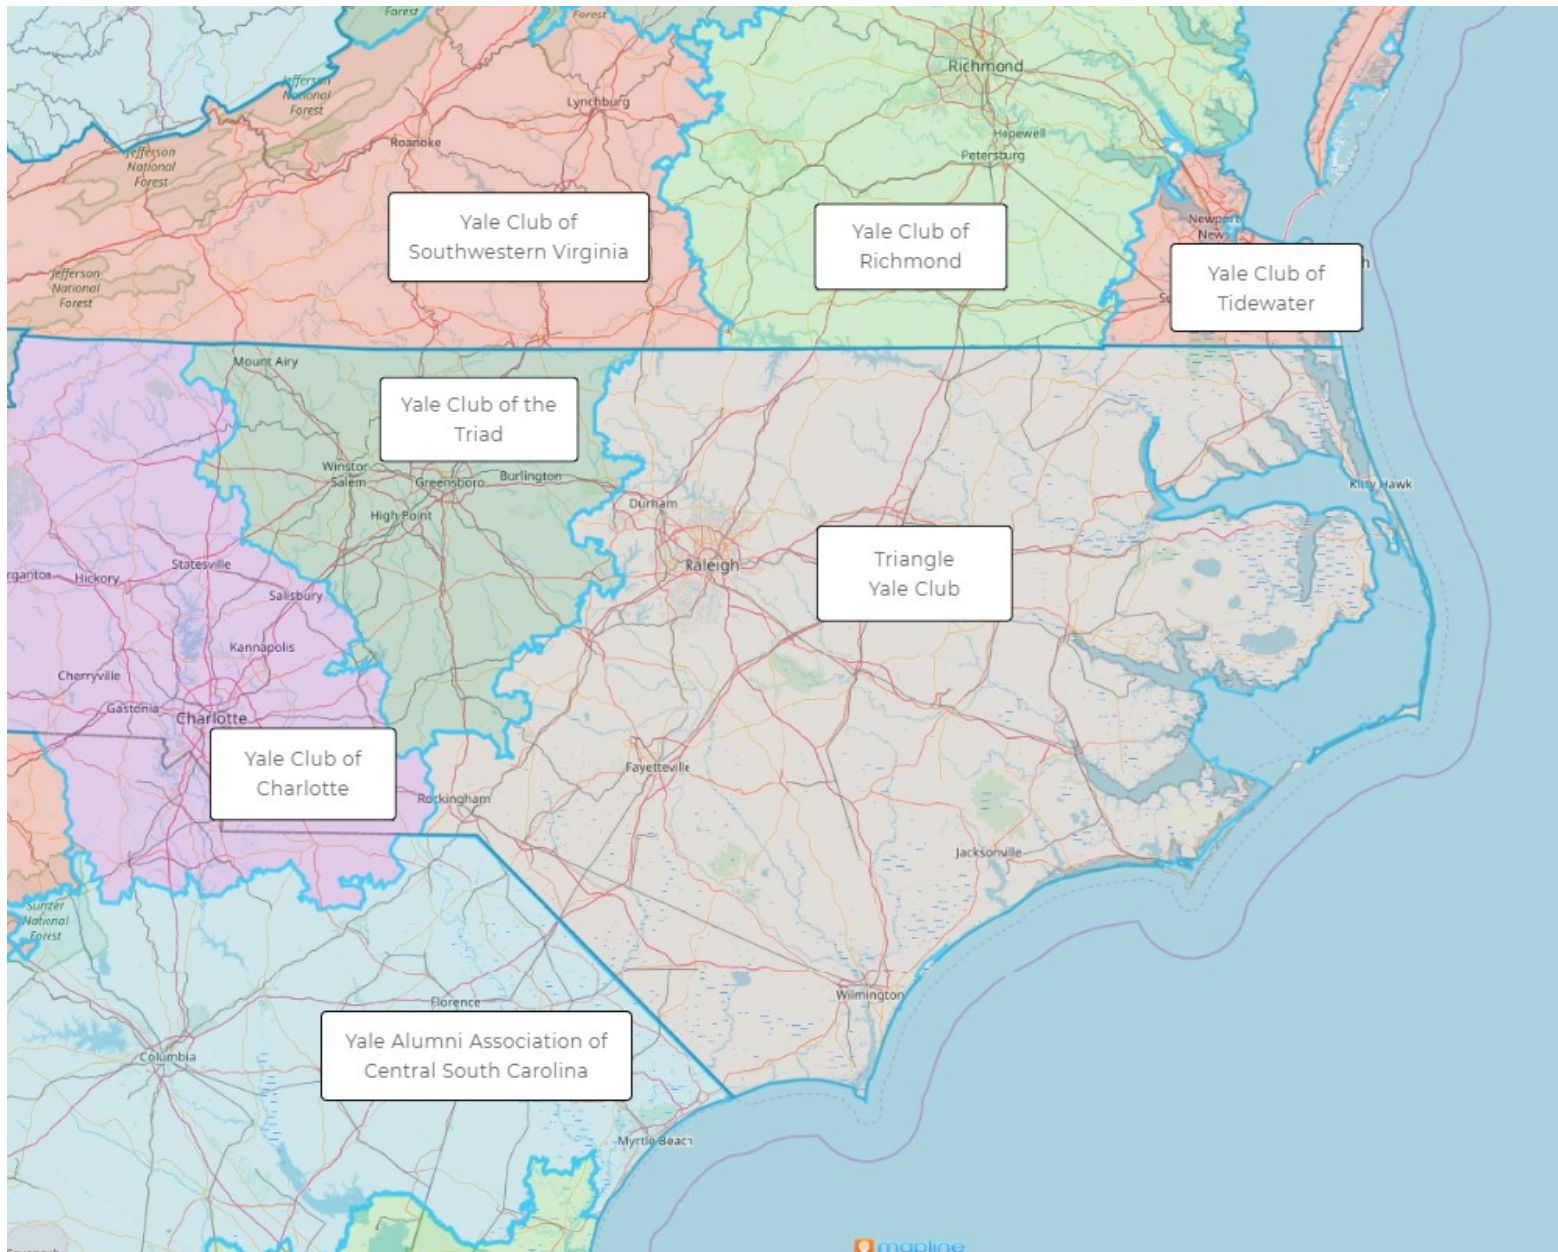 Forest
Forest
Richmond
Jefferson
National
Forest
Lynchburg
Hopewell
Roanoke
Petersburg
Jefferson
National
Forest
Yale Club of
Southwestern Virginia
Yale Club of
Richmond
Newport
New
Yale Club of
Tidewater
h
Su
Jefferson
National
Forest
Mount Airy
Yale Club of the
Triad
Winston
Salem
Greensboro
Burlington
High Point
Durham
Kitty Hawk
Raleigh
Triangle
Yale Club
Statesville
rganton
Hickory
Salisbury
Kannapolis
Cherryville
Gastonia
Charlotte
Yale Club of
Charlotte
Fayetteville
Rockingham
Jacksonville
Sumter
National
Forest
Wilmington
Florence
Yale Alumni Association of
Central South Carolina
Columbia
Myrtle Beach
mapline